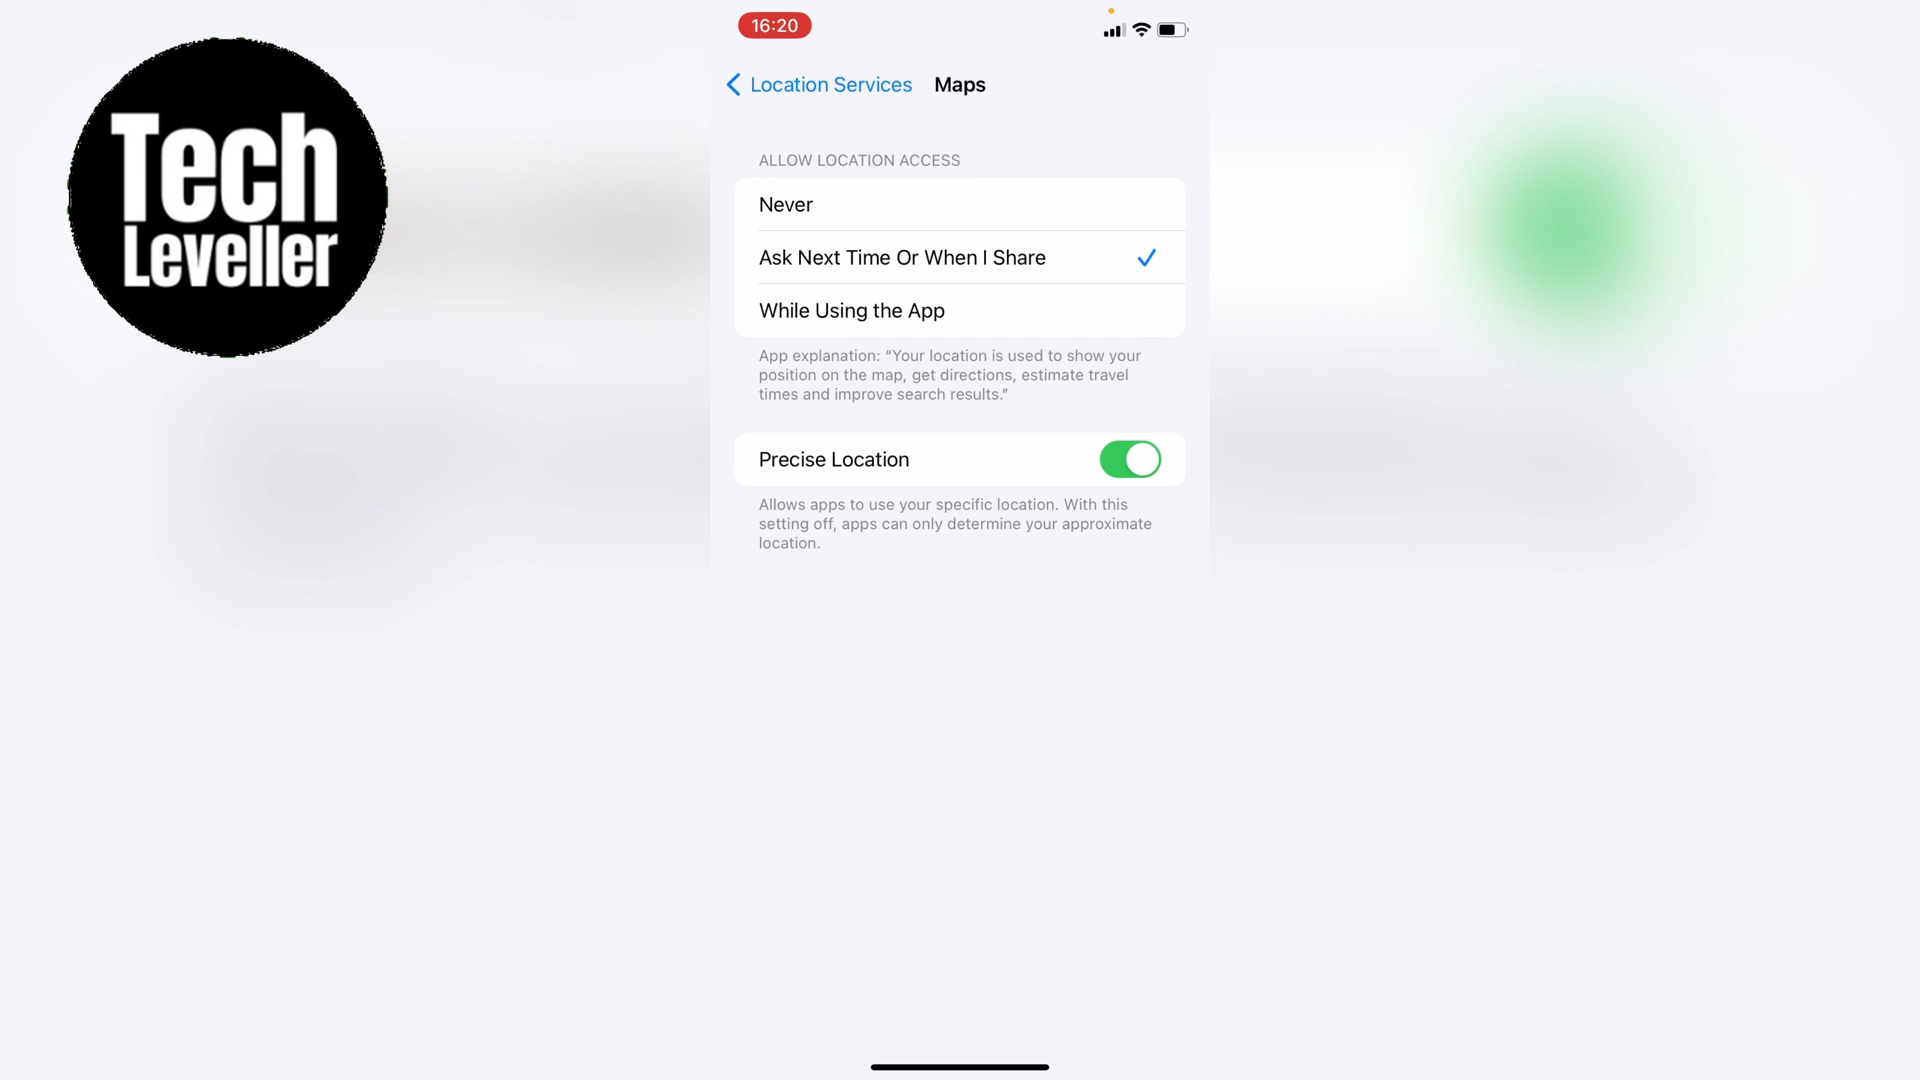 Tech
Leveller
16:20
Location Services Maps
ALLOW LOCATION ACCESS
Never
Ask Next Time Or When I Share
While Using the App
App explanation: “Your location is used to show your
position on the map, get directions, estimate travel
times and improve search results.”
Precise Location
Allows apps to use your specific location. With this
setting off, apps can only determine your approximate
location.